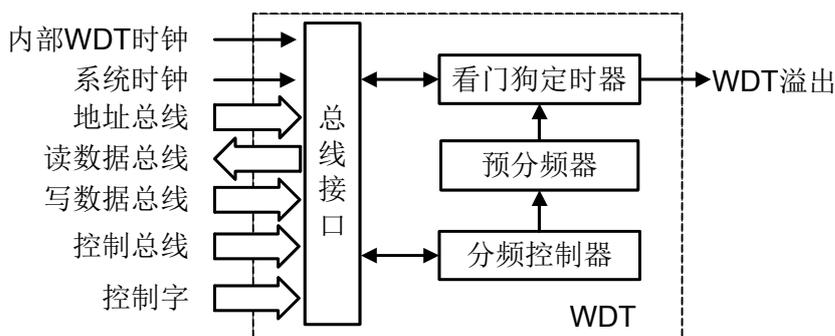 内部WDT时钟
系统时钟
地址总线
读数据总线
写数据总线
控制总线
控制字
总线接口
看门狗定时器
预分频器
分频控制器
WDT溢出
WDT